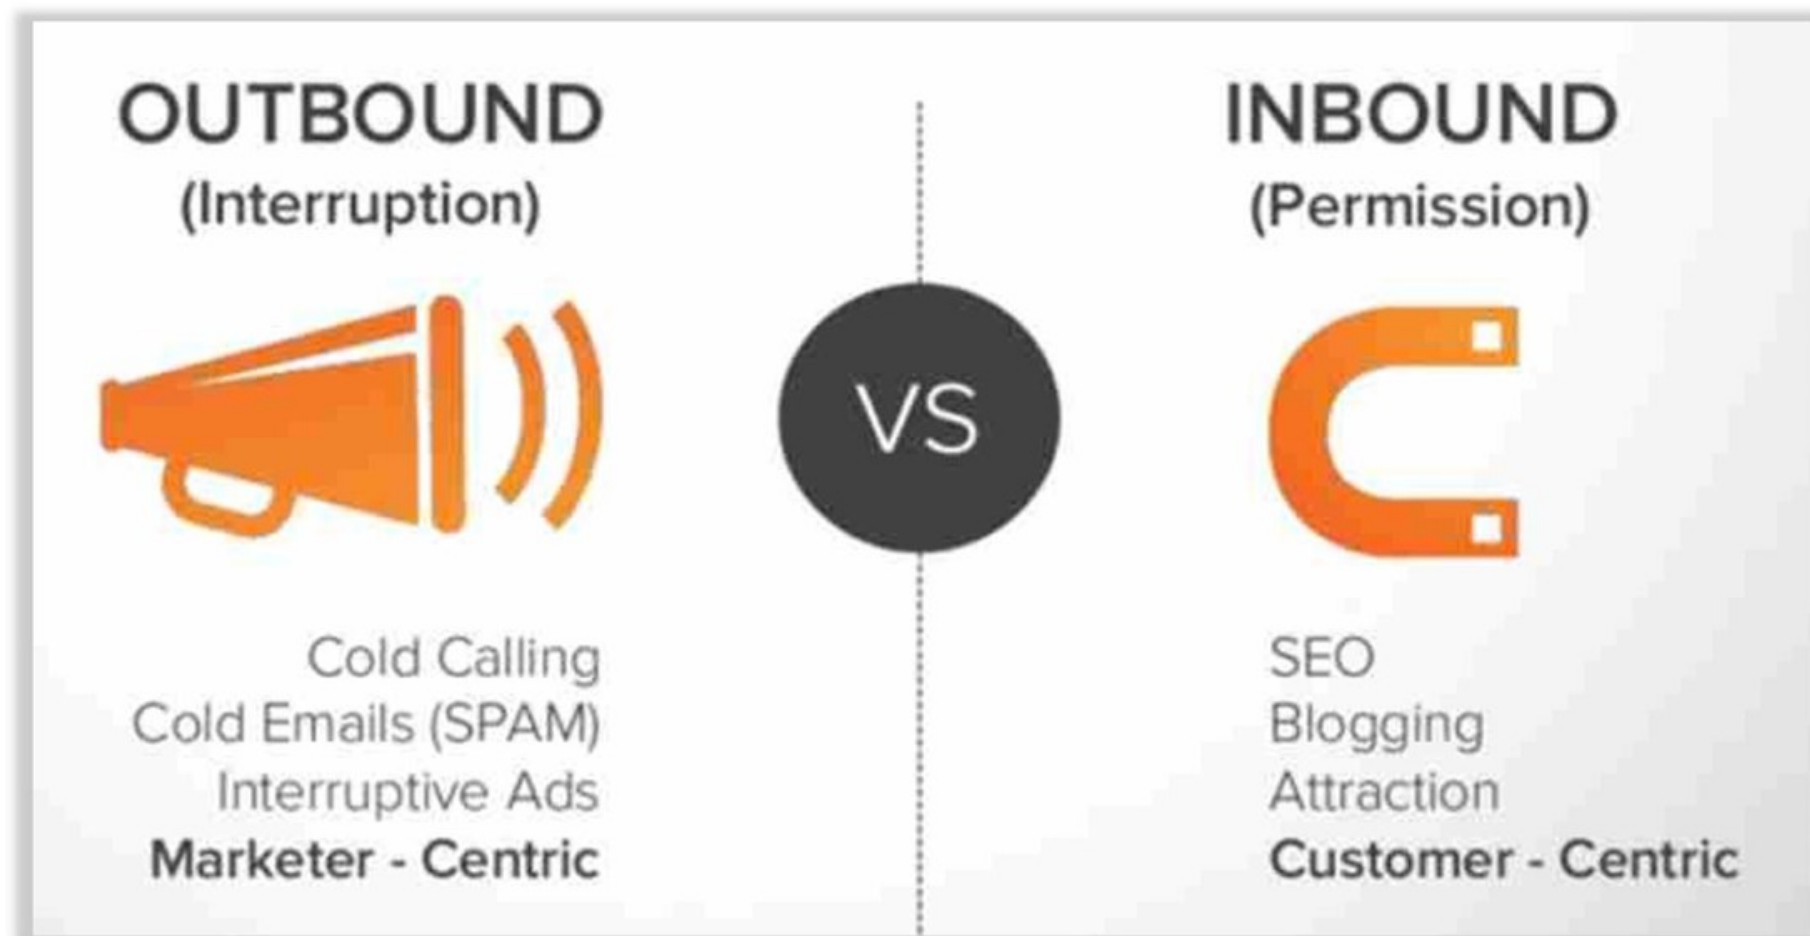 OUTBOUND
(Interruption)
Cold Calling
Cold Emails (SPAM)
Interruptive Ads
Marketer - Centric
VS
INBOUND
(Permission)
SEO
Blogging
Attraction
Customer - Centric